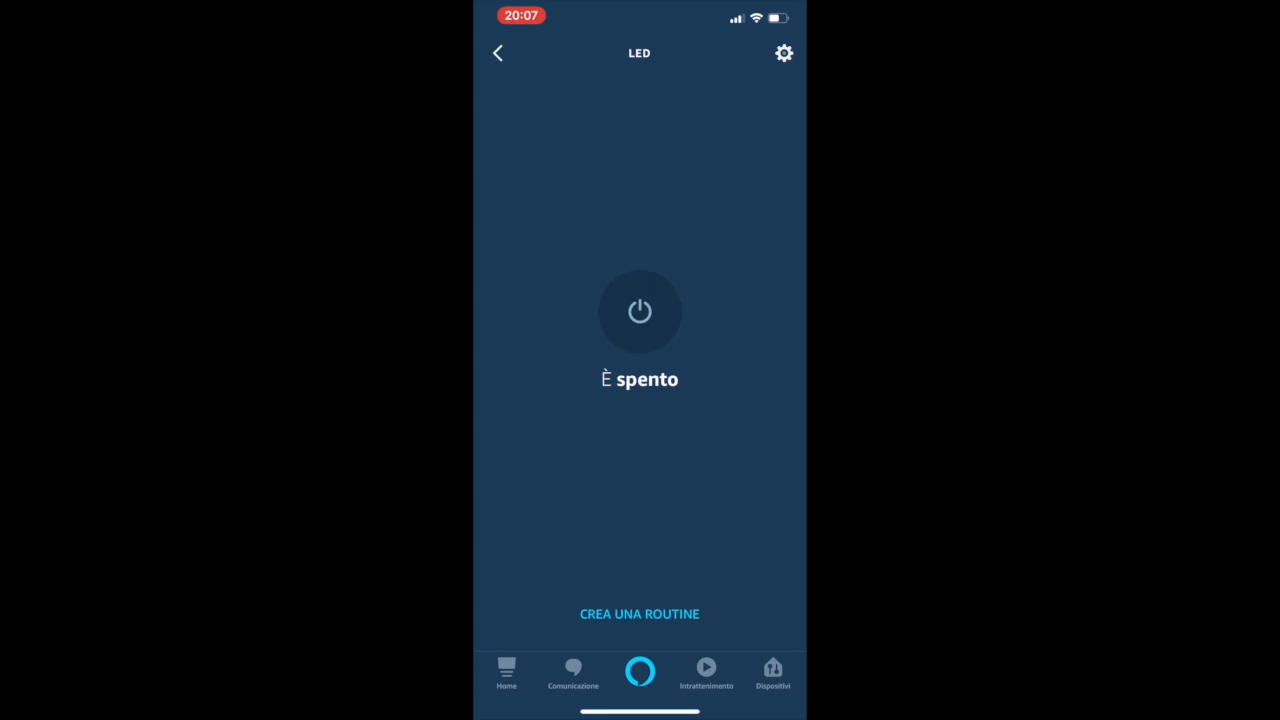 20:07
LED
È spento
CREA UNA ROUTINE
Home
Comunicazione
Intrattenimento
Dispositivi